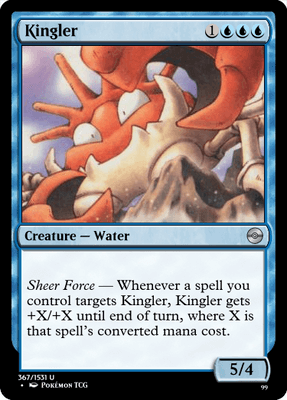 Kingler 1
Creature — Water
Sheer Force — Whenever a spell you
control targets Kingler, Kingler gets
+X/+X until end of turn, where X is
that spell's converted mana cost.
5/4
367/1531 U
• Pokémon TCG
99